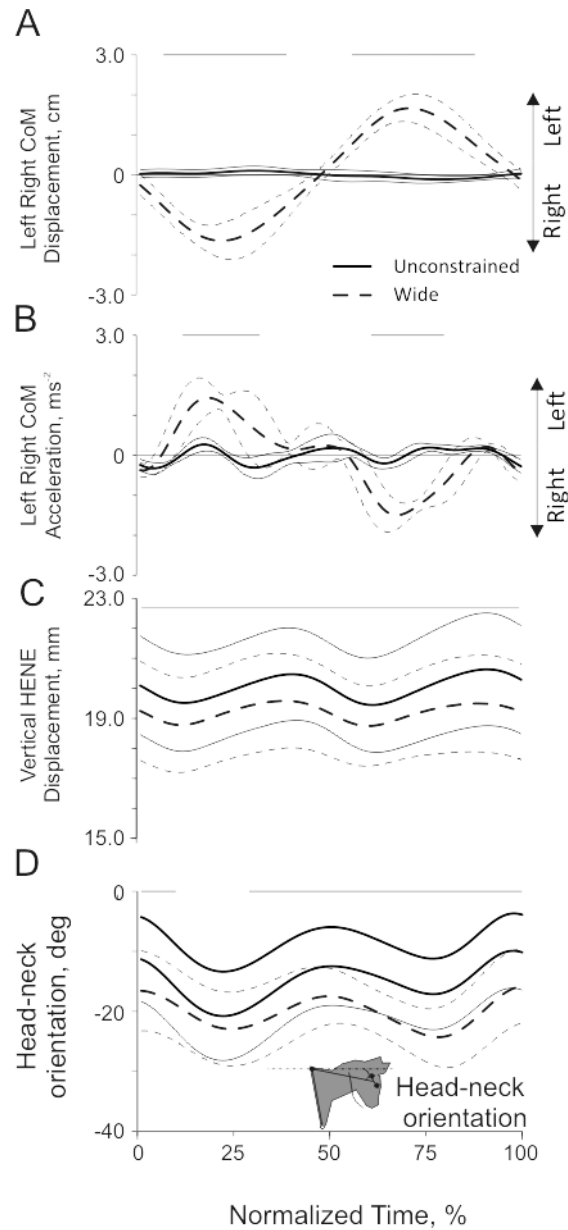 A
3.0
0
-3.0
Left Right CoM
Displacement, cm
Left
Right
Unconstrained
Wide
B
3.0
0
-3.0
Left Right CoM
Acceleration, ms⁻²
Left
Right
C
23.0
19.0
15.0
Vertical HENE
Displacement, mm
D
0
-20
-40
Head-neck
orientation, deg
Head-neck
orientation
0
25
50
75
100
Normalized Time, %